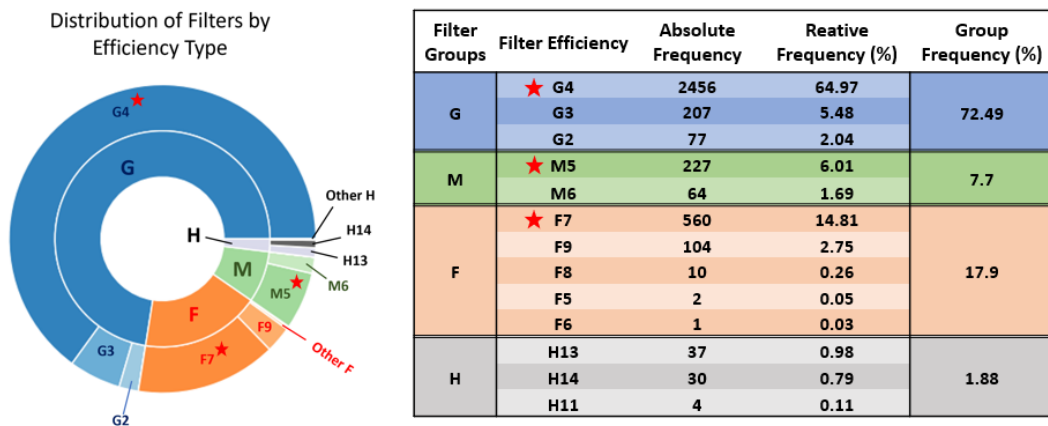 Distribution of Filters by
Efficiency Type
G4
G
H
M
F
Other H
H14
H13
M6
M5
F9
Other F
F7
G3
G2
Filter Groups Filter Efficiency Absolute Frequency Reative Frequency (%) Group Frequency (%)
G4 2456 64.97
G G3 207 5.48 72.49
G2 77 2.04
M M5 227 6.01 7.7
M6 64 1.69
F7 560 14.81
F9 104 2.75
F F8 10 0.26 17.9
F5 2 0.05
F6 1 0.03
H13 37 0.98
H H14 30 0.79 1.88
H11 4 0.11